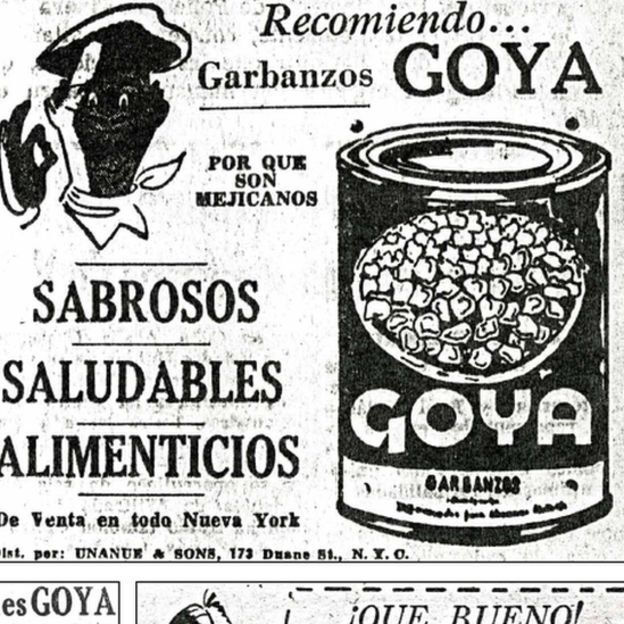 Recomiendo...
Garbanzos GOYA
POR QUE
SON
MEJICANOS
SABROSOS
SALUDABLES
ALIMENTICIOS
GOYA
GARBANZOS
De Venta en todo Nueva York
Dist. por: UNANUE & SONS, 173 Duane St., N. Y. C.
es GOYA
¡QUE BUENO!